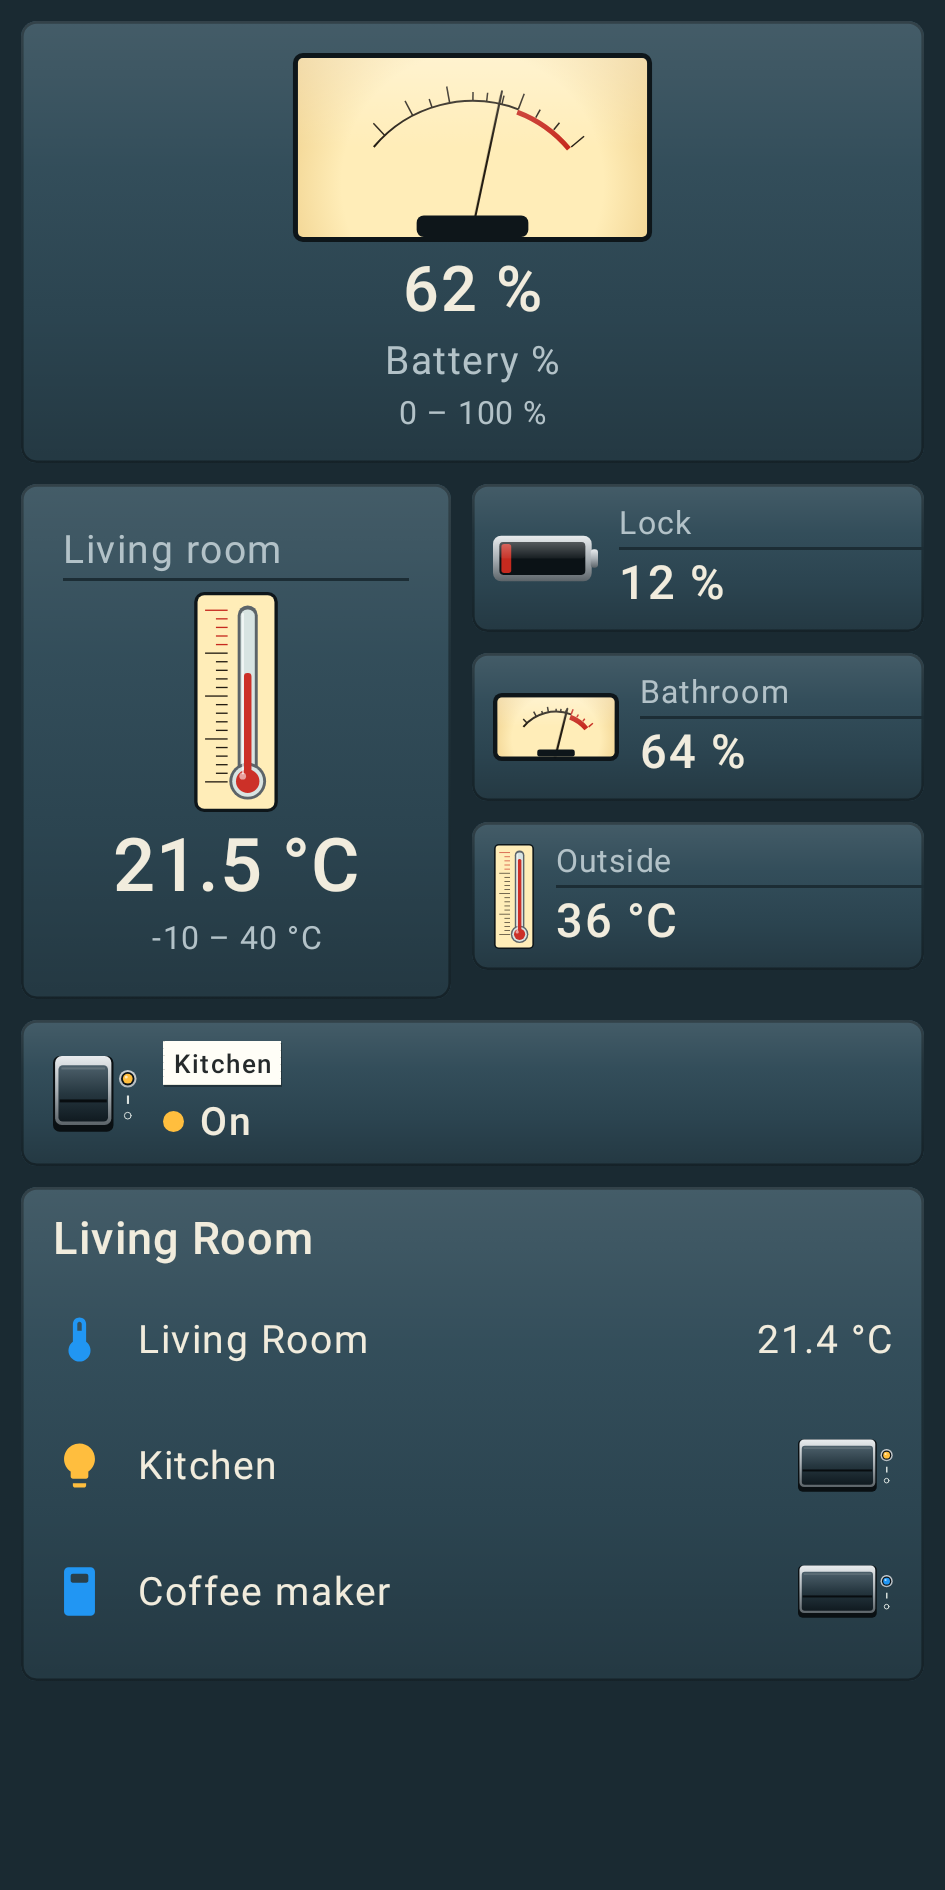 62 %
Battery %
0 – 100 %
Living room
21.5 °C
-10 – 40 °C
Lock
12 %
Bathroom
64 %
Outside
36 °C
Kitchen
On
Living Room
Living Room 21.4 °C
Kitchen
Coffee maker